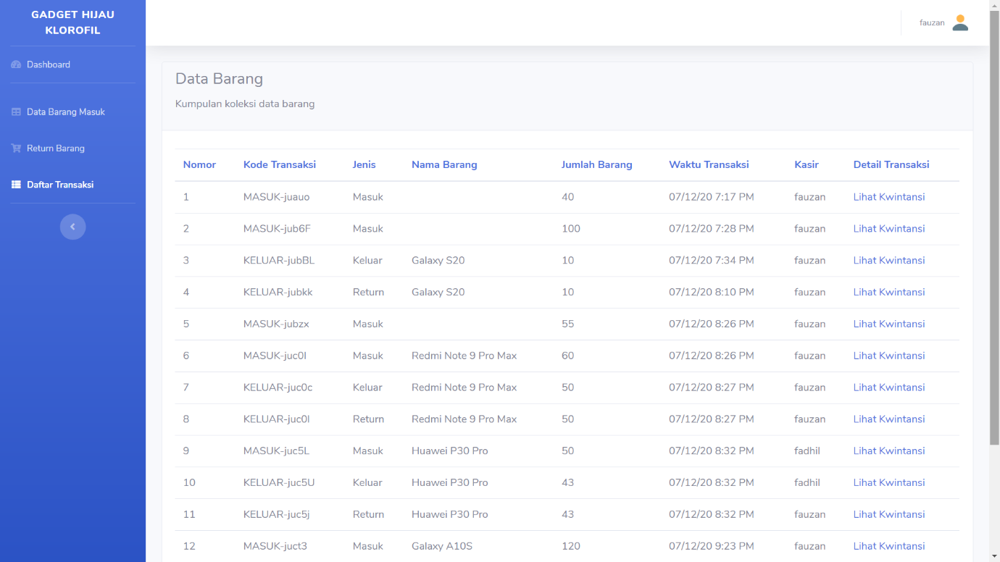 GADGET HIJAU
KLOROFIL
Dashboard
Data Barang Masuk
Return Barang
Daftar Transaksi
fauzan
Data Barang
Kumpulan koleksi data barang
Nomor Kode Transaksi Jenis Nama Barang Jumlah Barang Waktu Transaksi Kasir Detail Transaksi
1 MASUK-juauo Masuk 40 07/12/20 7:17 PM fauzan Lihat Kwintansi
2 MASUK-jub6F Masuk 100 07/12/20 7:28 PM fauzan Lihat Kwintansi
3 KELUAR-jubBL Keluar Galaxy S20 10 07/12/20 7:34 PM fauzan Lihat Kwintansi
4 KELUAR-jubkk Return Galaxy S20 10 07/12/20 8:10 PM fauzan Lihat Kwintansi
5 MASUK-jubzx Masuk 55 07/12/20 8:26 PM fauzan Lihat Kwintansi
6 MASUK-juc0I Masuk Redmi Note 9 Pro Max 60 07/12/20 8:26 PM fauzan Lihat Kwintansi
7 KELUAR-juc0c Keluar Redmi Note 9 Pro Max 50 07/12/20 8:27 PM fauzan Lihat Kwintansi
8 KELUAR-juc0l Return Redmi Note 9 Pro Max 50 07/12/20 8:27 PM fauzan Lihat Kwintansi
9 MASUK-juc5L Masuk Huawei P30 Pro 50 07/12/20 8:32 PM fadhil Lihat Kwintansi
10 KELUAR-juc5U Keluar Huawei P30 Pro 43 07/12/20 8:32 PM fadhil Lihat Kwintansi
11 KELUAR-juc5j Return Huawei P30 Pro 43 07/12/20 8:32 PM fauzan Lihat Kwintansi
12 MASUK-juct3 Masuk Galaxy A10S 120 07/12/20 9:23 PM fauzan Lihat Kwintansi